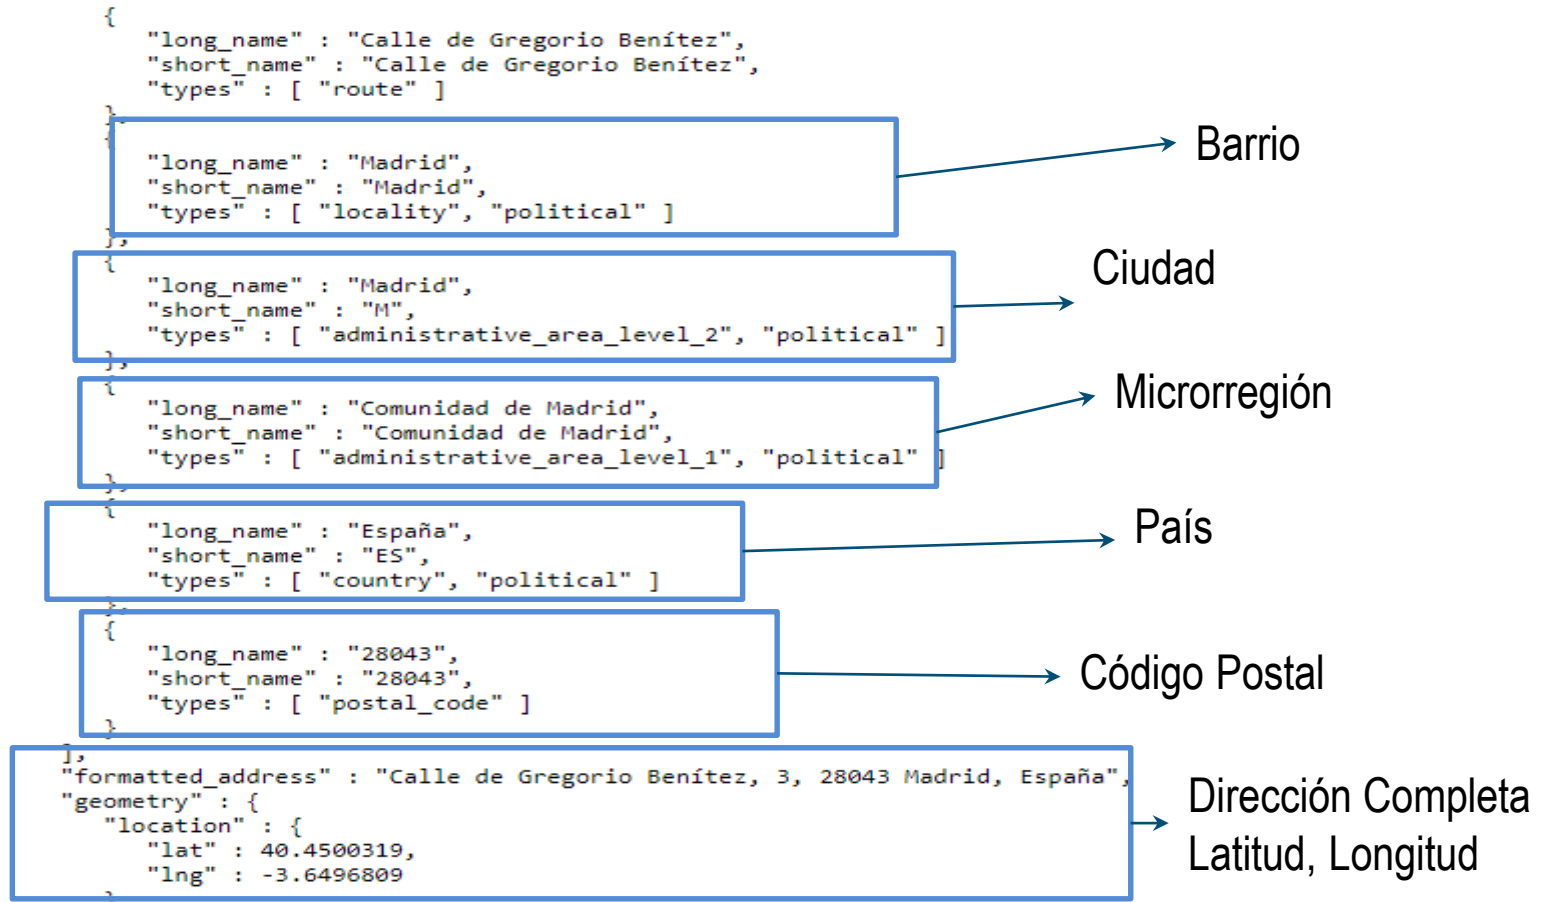 {
"long_name" : "Calle de Gregorio Benítez",
"short_name" : "Calle de Gregorio Benítez",
"types" : [ "route" ]
},
{
"long_name" : "Madrid",
"short_name" : "Madrid",
"types" : [ "locality", "political" ]
},
Barrio
{
"long_name" : "Madrid",
"short_name" : "M",
"types" : [ "administrative_area_level_2", "political" ]
},
Ciudad
{
"long_name" : "Comunidad de Madrid",
"short_name" : "Comunidad de Madrid",
"types" : [ "administrative_area_level_1", "political" ]
},
Microrregión
{
"long_name" : "España",
"short_name" : "ES",
"types" : [ "country", "political" ]
},
País
{
"long_name" : "28043",
"short_name" : "28043",
"types" : [ "postal_code" ]
}
Código Postal
],
"formatted_address" : "Calle de Gregorio Benítez, 3, 28043 Madrid, España",
"geometry" : {
"location" : {
"lat" : 40.4500319,
"lng" : -3.6496809
Dirección Completa
Latitud, Longitud